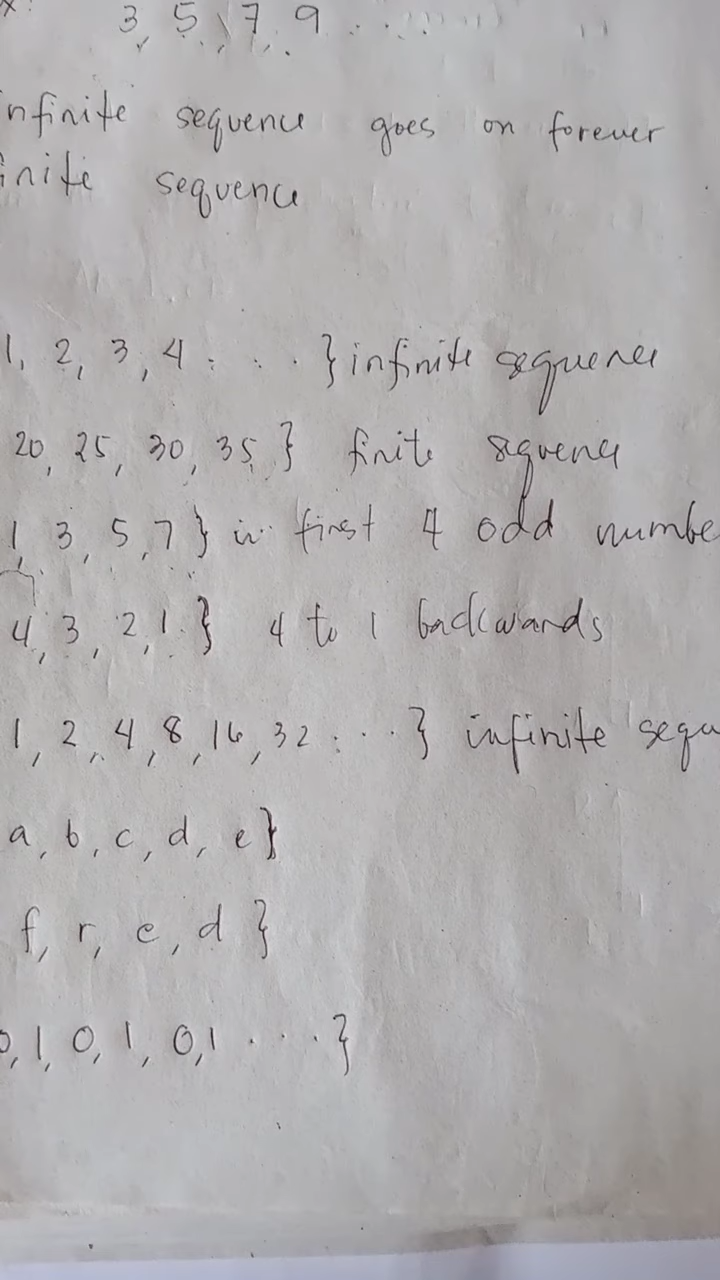 x: 3, 5, 7, 9 . . . . .
nfinite sequence goes on forever
inite sequence
1, 2, 3, 4 . . . . } infinite sequence
20, 25, 30, 35 } finite sequence
1, 3, 5, 7 } is first 4 odd numbe
4, 3, 2, 1 } 4 to 1 backwards
1, 2, 4, 8, 16, 32 . . . } infinite sequ
a, b, c, d, e }
f, r, e, d }
0, 1, 0, 1, 0, 1 . . . . }